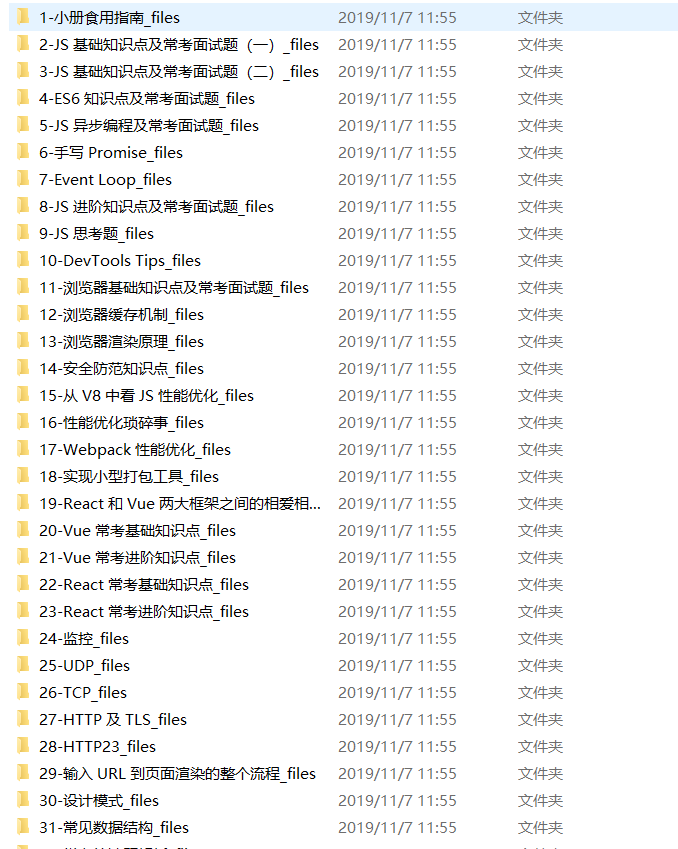 1-小册食用指南_files 2019/11/7 11:55 文件夹
2-JS 基础知识点及常考面试题（一）_files 2019/11/7 11:55 文件夹
3-JS 基础知识点及常考面试题（二）_files 2019/11/7 11:55 文件夹
4-ES6 知识点及常考面试题_files 2019/11/7 11:55 文件夹
5-JS 异步编程及常考面试题_files 2019/11/7 11:55 文件夹
6-手写 Promise_files 2019/11/7 11:55 文件夹
7-Event Loop_files 2019/11/7 11:55 文件夹
8-JS 进阶知识点及常考面试题_files 2019/11/7 11:55 文件夹
9-JS 思考题_files 2019/11/7 11:55 文件夹
10-DevTools Tips_files 2019/11/7 11:55 文件夹
11-浏览器基础知识点及常考面试题_files 2019/11/7 11:55 文件夹
12-浏览器缓存机制_files 2019/11/7 11:55 文件夹
13-浏览器渲染原理_files 2019/11/7 11:55 文件夹
14-安全防范知识点_files 2019/11/7 11:55 文件夹
15-从 V8 中看 JS 性能优化_files 2019/11/7 11:55 文件夹
16-性能优化琐碎事_files 2019/11/7 11:55 文件夹
17-Webpack 性能优化_files 2019/11/7 11:55 文件夹
18-实现小型打包工具_files 2019/11/7 11:55 文件夹
19-React 和 Vue 两大框架之间的相爱相... 2019/11/7 11:55 文件夹
20-Vue 常考基础知识点_files 2019/11/7 11:55 文件夹
21-Vue 常考进阶知识点_files 2019/11/7 11:55 文件夹
22-React 常考基础知识点_files 2019/11/7 11:55 文件夹
23-React 常考进阶知识点_files 2019/11/7 11:55 文件夹
24-监控_files 2019/11/7 11:55 文件夹
25-UDP_files 2019/11/7 11:55 文件夹
26-TCP_files 2019/11/7 11:55 文件夹
27-HTTP 及 TLS_files 2019/11/7 11:55 文件夹
28-HTTP23_files 2019/11/7 11:55 文件夹
29-输入 URL 到页面渲染的整个流程_files 2019/11/7 11:55 文件夹
30-设计模式_files 2019/11/7 11:55 文件夹
31-常见数据结构_files 2019/11/7 11:55 文件夹